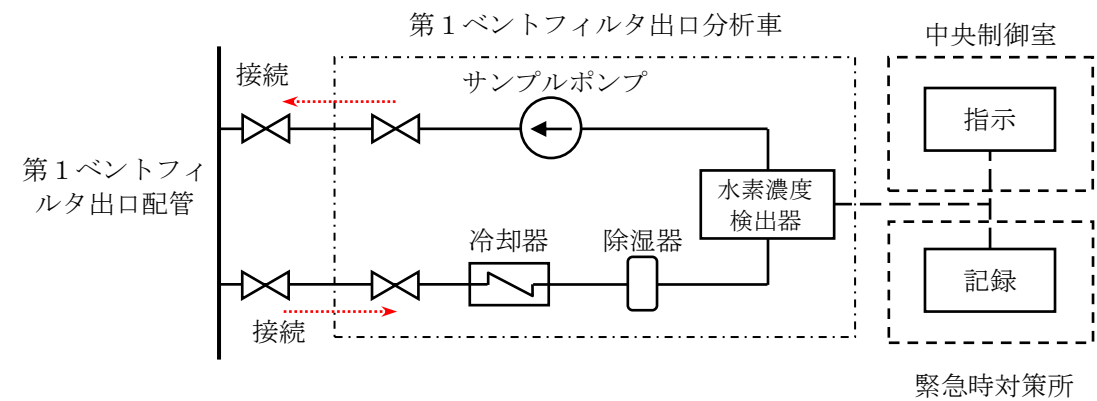 第１ベントフィルタ出口分析車
中央制御室
接続
サンプルポンプ
指示
第１ベントフィ
ルタ出口配管
水素濃度
検出器
冷却器
除湿器
記録
接続
緊急時対策所